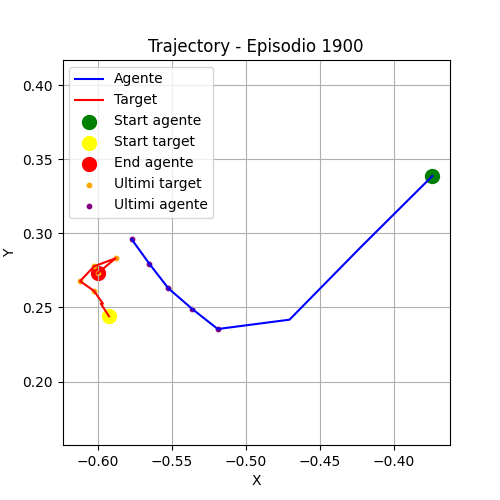 Trajectory - Episodio 1900
Agente
Target
Start agente
Start target
End agente
Ultimi target
Ultimi agente
0.40
0.35
0.30
0.25
0.20
Y
−0.60
−0.55
−0.50
−0.45
−0.40
X